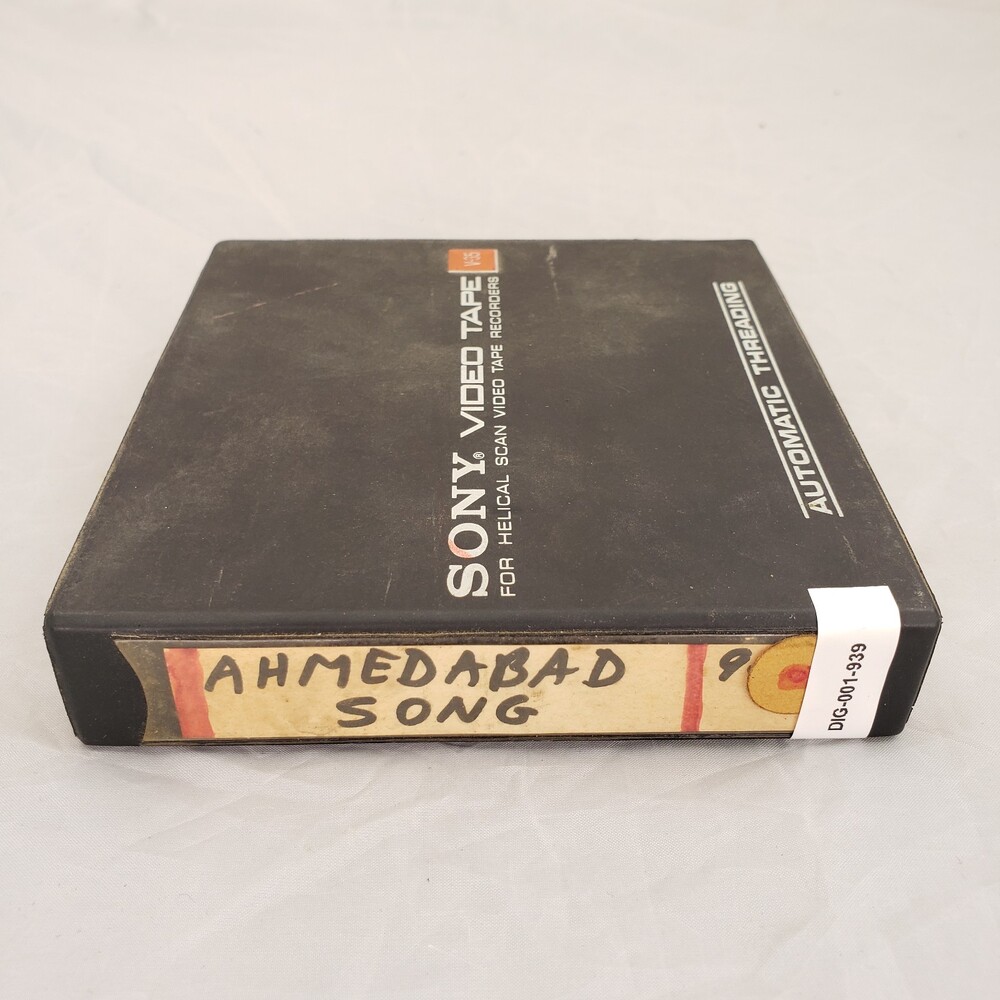 SONY® VIDEO TAPE V-35
FOR HELICAL SCAN VIDEO TAPE RECORDERS
AUTOMATIC THREADING
AHMEDABAD
SONG
9
DIG-001-939